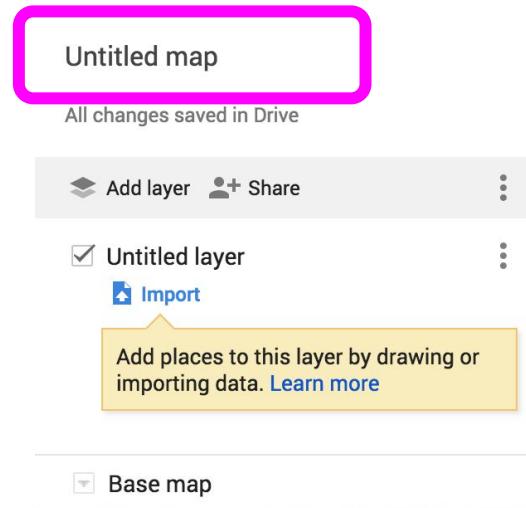 Untitled map
All changes saved in Drive
Add layer Share
Untitled layer
Import
Add places to this layer by drawing or
importing data. Learn more
Base map